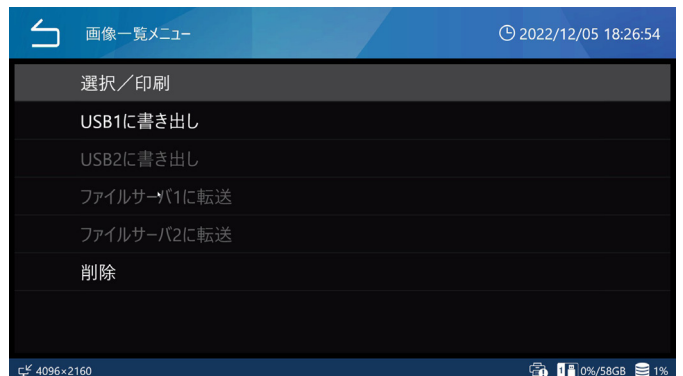 画像一覧メニュー
2022/12/05 18:26:54
選択／印刷
USB1に書き出し
USB2に書き出し
ファイルサーバ1に転送
ファイルサーバ2に転送
削除
4096×2160
1 0%/58GB 1%